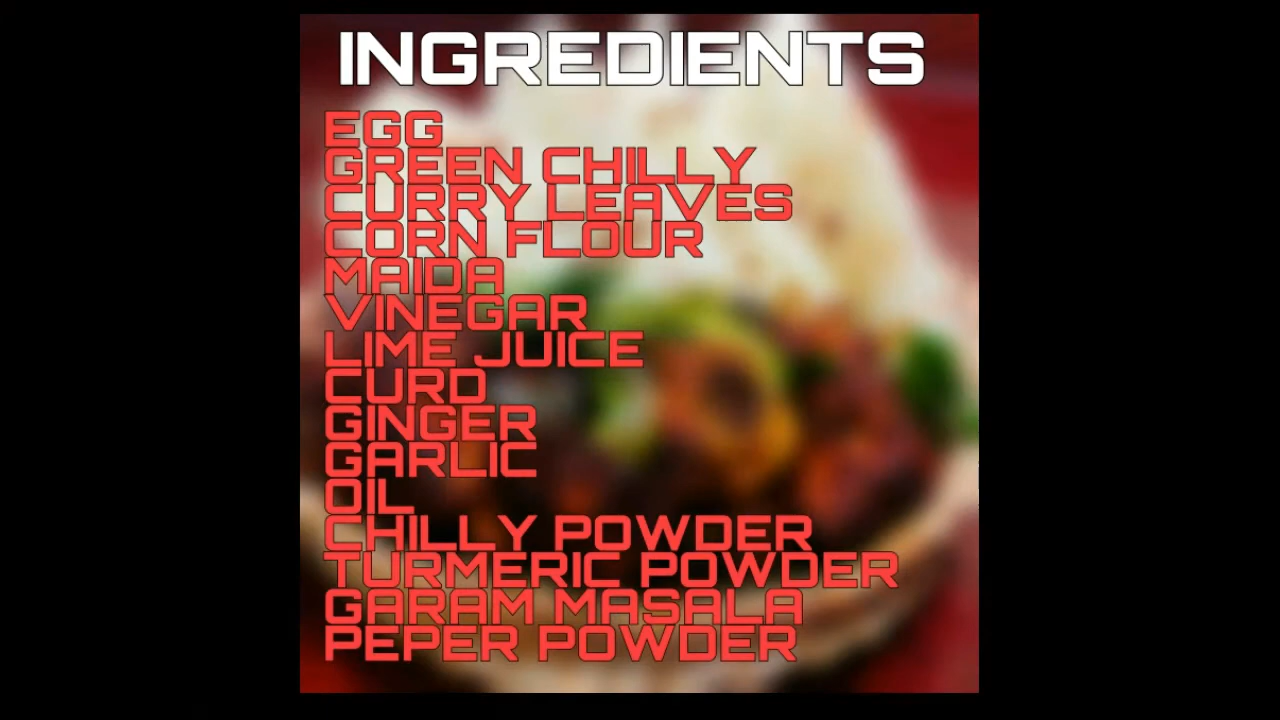 INGREDIENTS
EGG
GREEN CHILLY
CURRY LEAVES
CORN FLOUR
MAIDA
VINEGAR
LIME JUICE
CURD
GINGER
GARLIC
OIL
CHILLY POWDER
TURMERIC POWDER
GARAM MASALA
PEPER POWDER